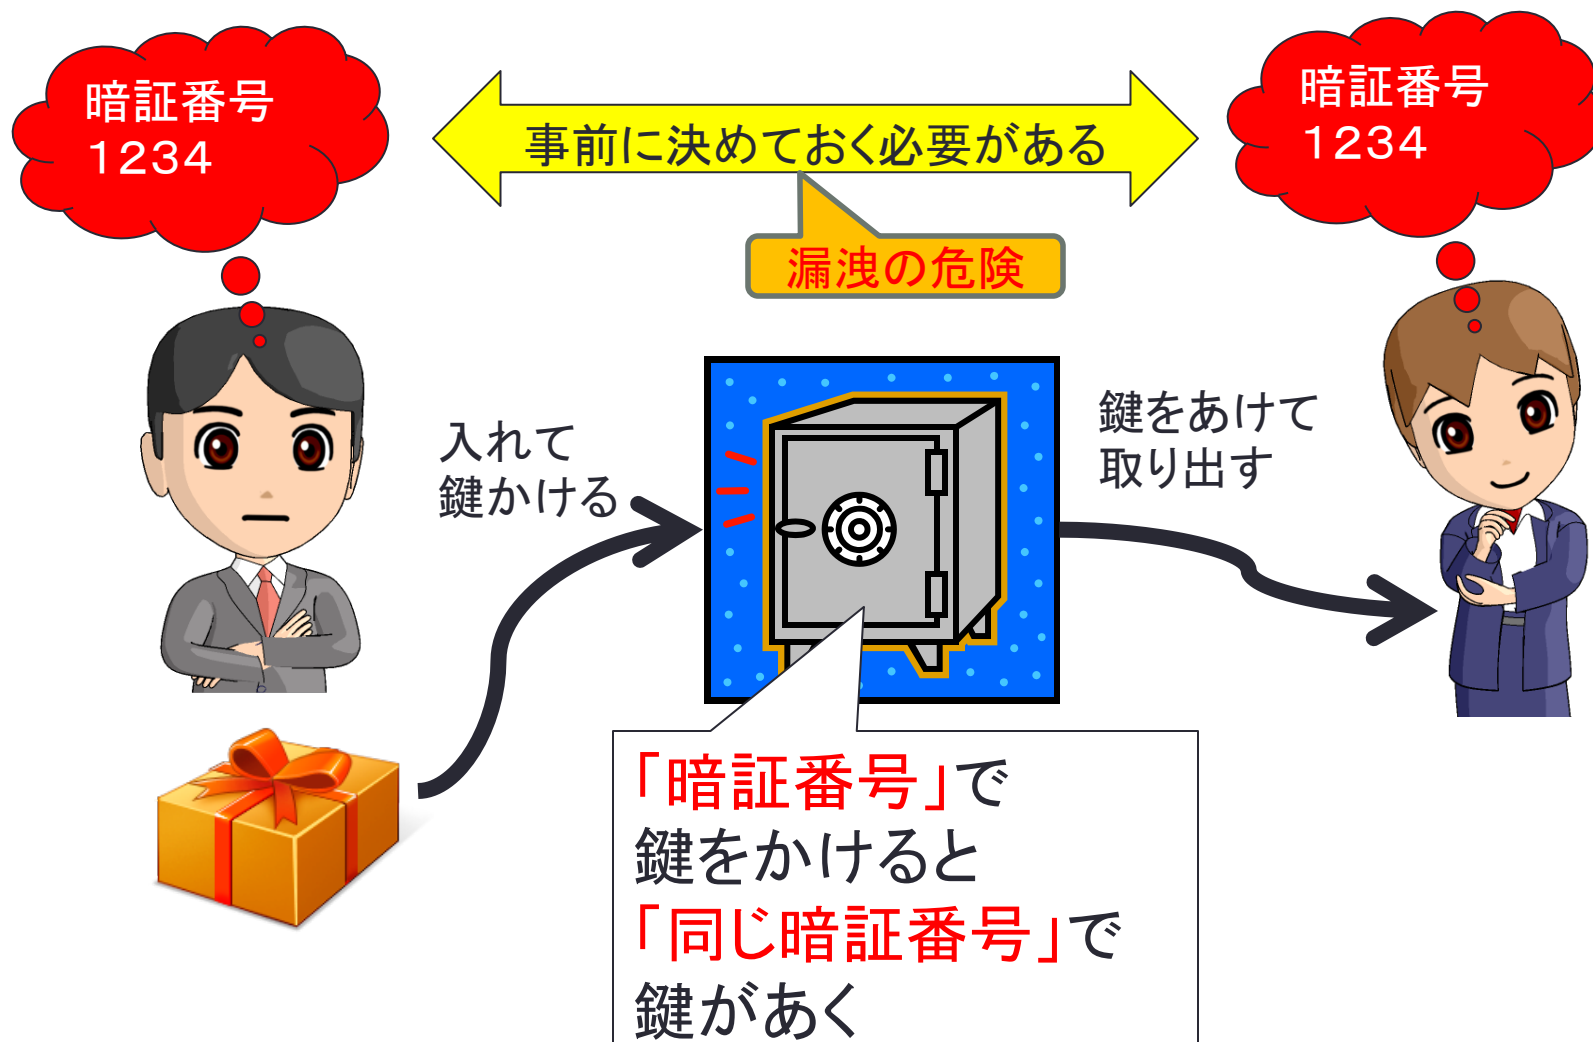 暗証番号
1234
事前に決めておく必要がある
暗証番号
1234
漏洩の危険
入れて
鍵かける
鍵をあけて
取り出す
「暗証番号」で
鍵をかけると
「同じ暗証番号」で
鍵があく